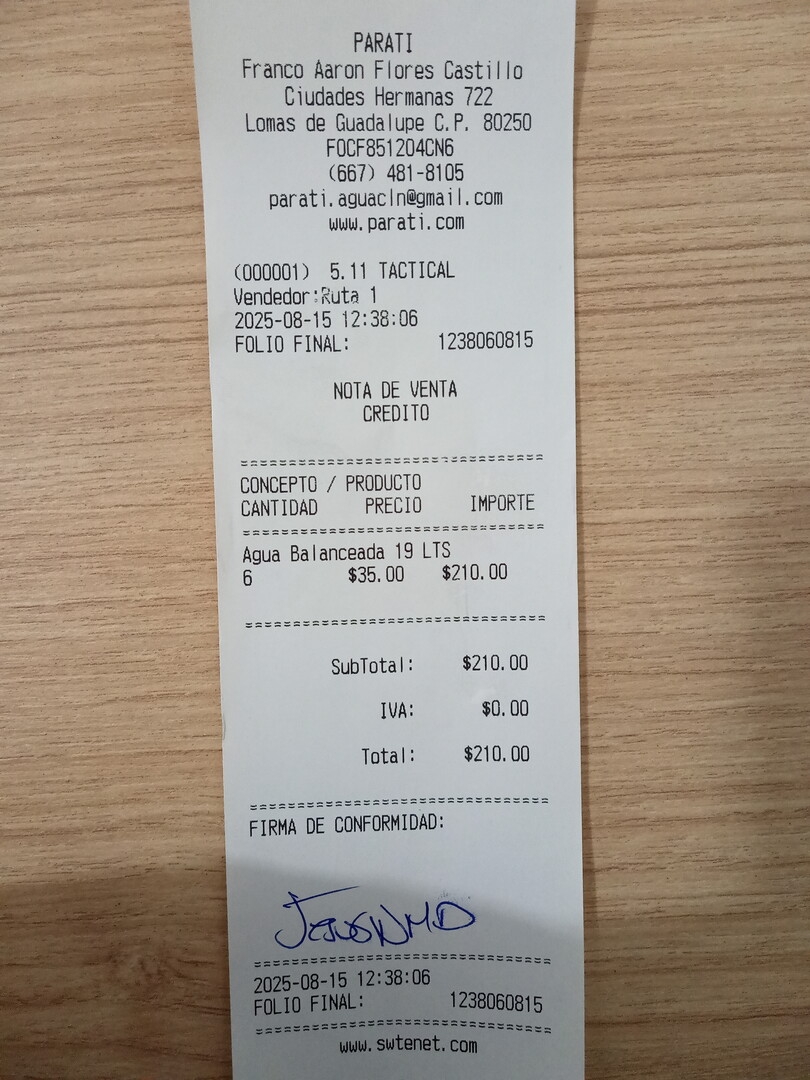 PARATI
Franco Aaron Flores Castillo
Ciudades Hermanas 722
Lomas de Guadalupe C.P. 80250
FOCF851204CN6
(667) 481-8105
parati.aguacln@gmail.com
www.parati.com
(000001) 5.11 TACTICAL
Vendedor:Ruta 1
2025-08-15 12:38:06
FOLIO FINAL: 1238060815
NOTA DE VENTA
CREDITO
CONCEPTO / PRODUCTO
CANTIDAD PRECIO IMPORTE
Agua Balanceada 19 LTS
6 $35.00 $210.00
SubTotal: $210.00
IVA: $0.00
Total: $210.00
FIRMA DE CONFORMIDAD:
2025-08-15 12:38:06
FOLIO FINAL: 1238060815
www.swtenet.com